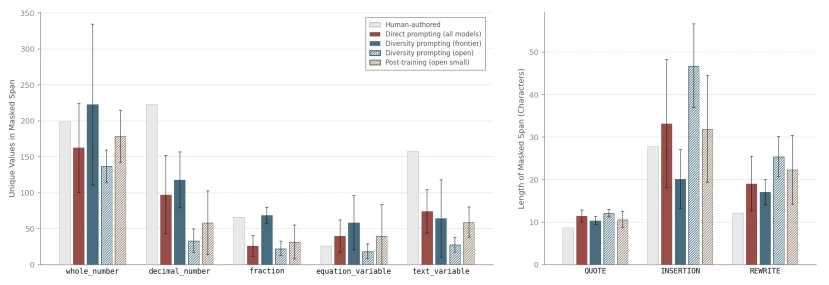 Unique Values in Masked Span
350
300
250
200
150
100
50
0
whole_number
decimal_number
fraction
equation_variable
text_variable
Human-authored
Direct prompting (all models)
Diversity prompting (frontier)
Diversity prompting (open)
Post-training (open small)
Length of Masked Span (Characters)
50
40
30
20
10
0
QUOTE
INSERTION
REWRITE